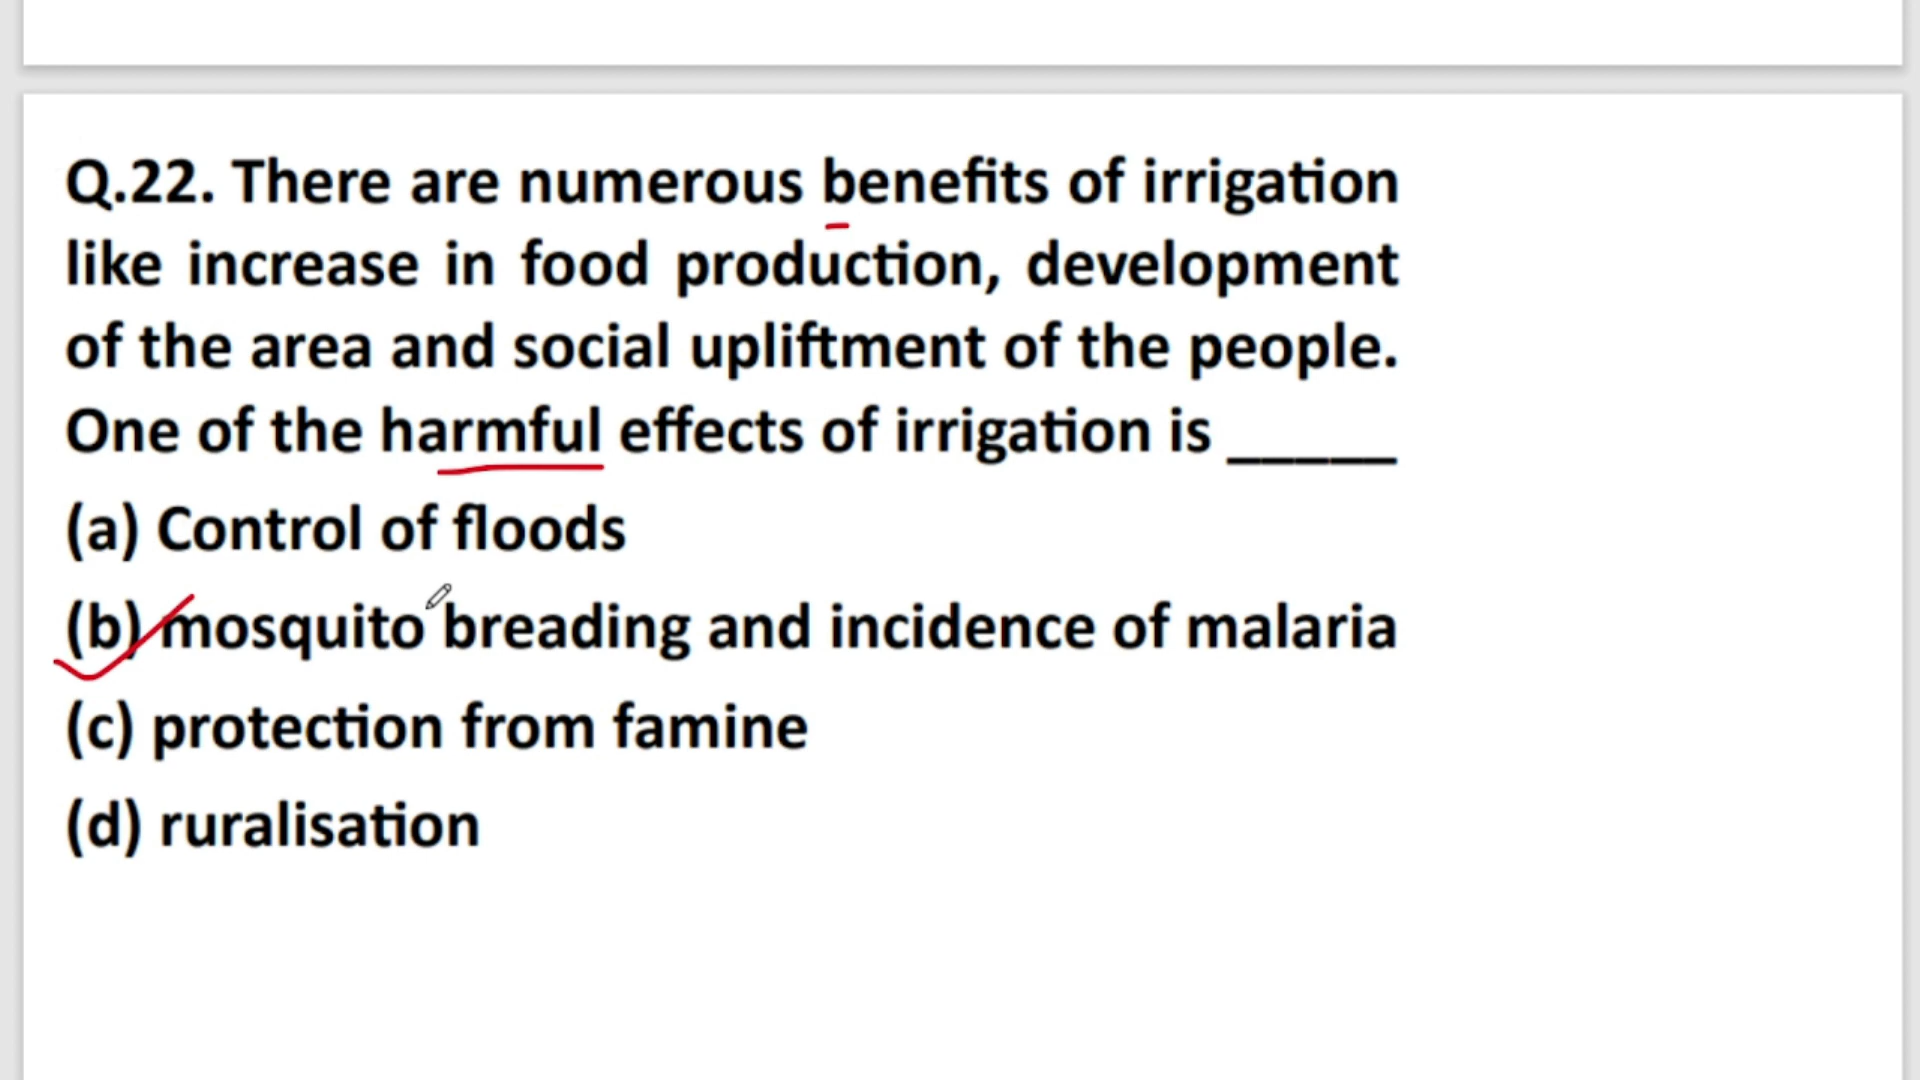 Q.22. There are numerous benefits of irrigation
like increase in food production, development
of the area and social upliftment of the people.
One of the harmful effects of irrigation is _____
(a) Control of floods
(b) mosquito breading and incidence of malaria
(c) protection from famine
(d) ruralisation